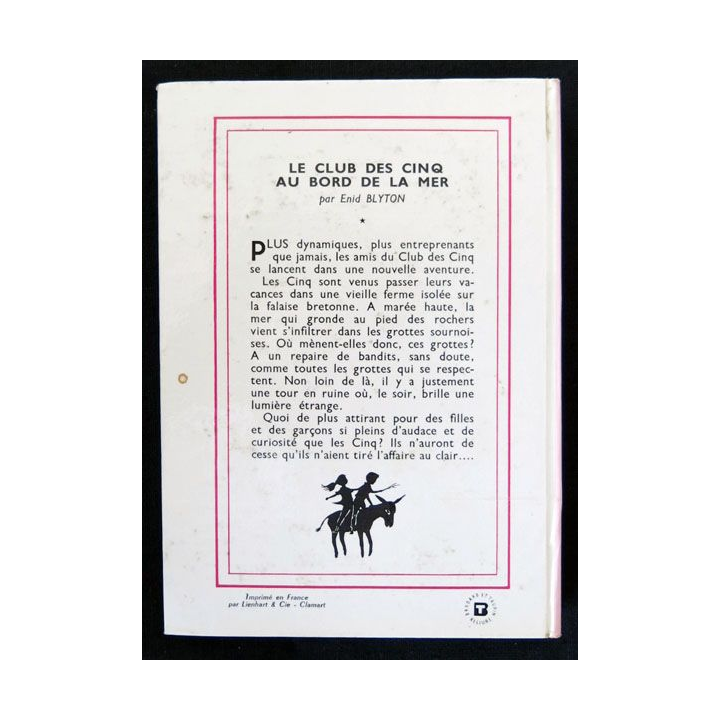 LE CLUB DES CINQ
AU BORD DE LA MER
par Enid BLYTON
★
PLUS dynamiques, plus entreprenants
que jamais, les amis du Club des Cinq
se lancent dans une nouvelle aventure.
Les Cinq sont venus passer leurs va-
cances dans une vieille ferme isolée sur
la falaise bretonne. A marée haute, la
mer qui gronde au pied des rochers
vient s'infiltrer dans les grottes sournoi-
ses. Où mènent-elles donc, ces grottes?
A un repaire de bandits, sans doute,
comme toutes les grottes qui se respec-
tent. Non loin de là, il y a justement
une tour en ruine où, le soir, brille une
lumière étrange.
Quoi de plus attirant pour des filles
et des garçons si pleins d'audace et de
curiosité que les Cinq? Ils n'auront de
cesse qu'ils n'aient tiré l'affaire au clair....
Imprimé en France
par Lienhart & Cie - Clamart
BRODARD ET TAUPIN
RELIURE